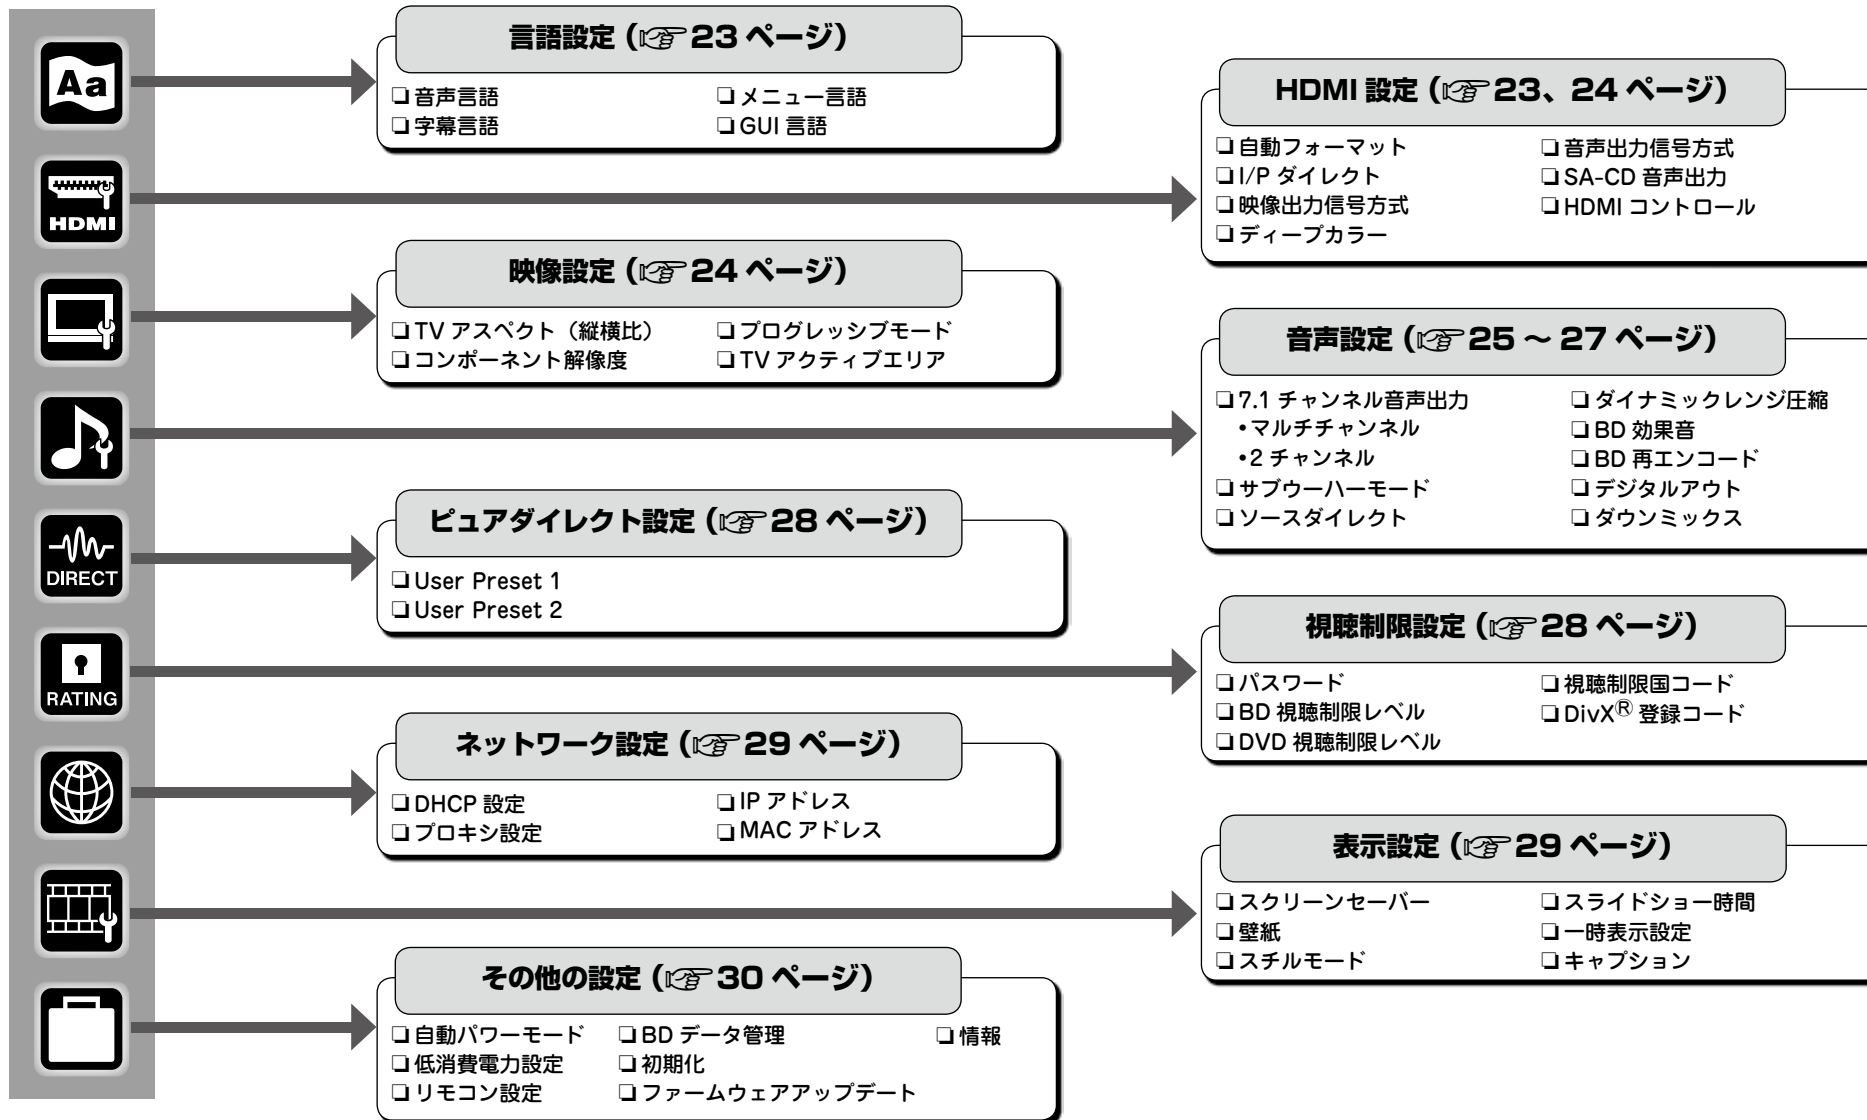 Aa
言語設定 (☞ 23 ページ)
❏ 音声言語
❏ 字幕言語
❏ メニュー言語
❏ GUI 言語
HDMI
HDMI 設定 (☞ 23、24 ページ)
❏ 自動フォーマット
❏ I/P ダイレクト
❏ 映像出力信号方式
❏ ディープカラー
❏ 音声出力信号方式
❏ SA-CD 音声出力
❏ HDMI コントロール
映像設定 (☞ 24 ページ)
❏ TV アスペクト（縦横比）
❏ コンポーネント解像度
❏ プログレッシブモード
❏ TV アクティブエリア
音声設定 (☞ 25 ～ 27 ページ)
❏ 7.1 チャンネル音声出力
•マルチチャンネル
•2 チャンネル
❏ サブウーハーモード
❏ ソースダイレクト
❏ ダイナミックレンジ圧縮
❏ BD 効果音
❏ BD 再エンコード
❏ デジタルアウト
❏ ダウンミックス
DIRECT
ピュアダイレクト設定 (☞ 28 ページ)
❏ User Preset 1
❏ User Preset 2
RATING
視聴制限設定 (☞ 28 ページ)
❏ パスワード
❏ BD 視聴制限レベル
❏ DVD 視聴制限レベル
❏ 視聴制限国コード
❏ DivX® 登録コード
ネットワーク設定 (☞ 29 ページ)
❏ DHCP 設定
❏ プロキシ設定
❏ IP アドレス
❏ MAC アドレス
表示設定 (☞ 29 ページ)
❏ スクリーンセーバー
❏ 壁紙
❏ スチルモード
❏ スライドショー時間
❏ 一時表示設定
❏ キャプション
その他の設定 (☞ 30 ページ)
❏ 自動パワーモード
❏ 低消費電力設定
❏ リモコン設定
❏ BD データ管理
❏ 初期化
❏ ファームウェアアップデート
❏ 情報